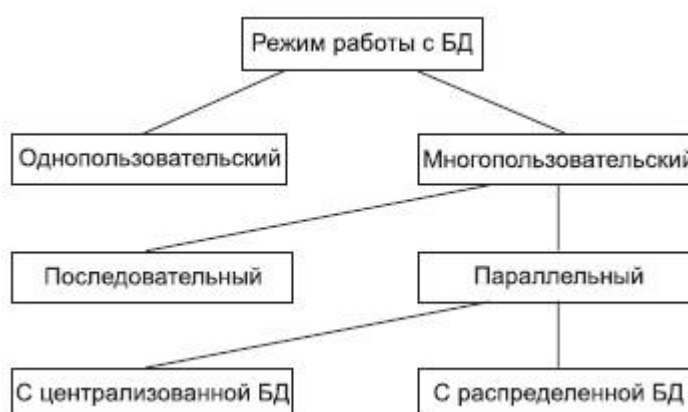 Режим работы с БД
Однопользовательский
Многопользовательский
Последовательный
Параллельный
С централизованной БД
С распределенной БД